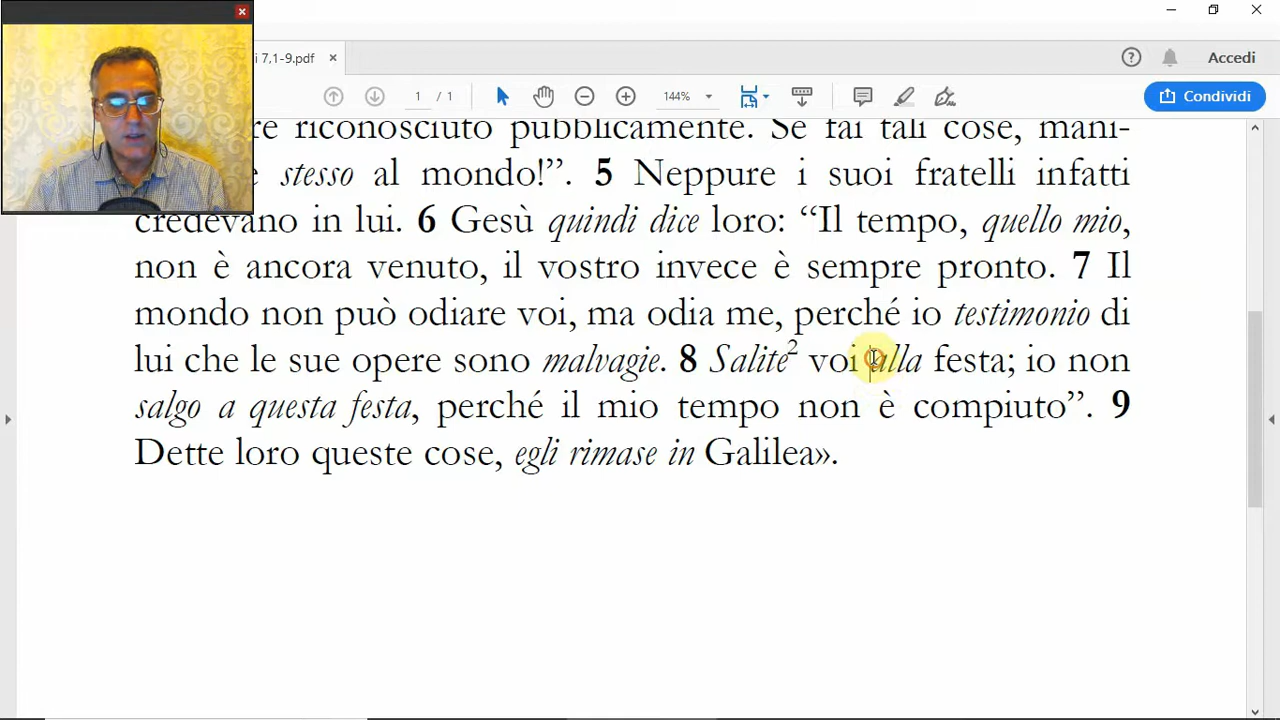 i 7,1-9.pdf
Accedi
1 / 1
144%
Condividi
re riconosciuto pubblicamente. Se fai tali cose, mani-
e stesso al mondo!”. 5 Neppure i suoi fratelli infatti
credevano in lui. 6 Gesù quindi dice loro: “Il tempo, quello mio,
non è ancora venuto, il vostro invece è sempre pronto. 7 Il
mondo non può odiare voi, ma odia me, perché io testimonio di
lui che le sue opere sono malvagie. 8 Salite² voi alla festa; io non
salgo a questa festa, perché il mio tempo non è compiuto”. 9
Dette loro queste cose, egli rimase in Galilea».